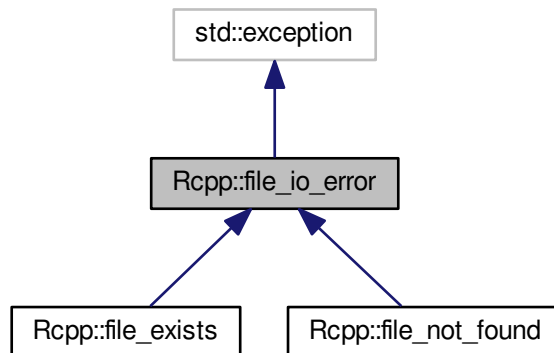 std::exception
Rcpp::file_io_error
Rcpp::file_exists
Rcpp::file_not_found